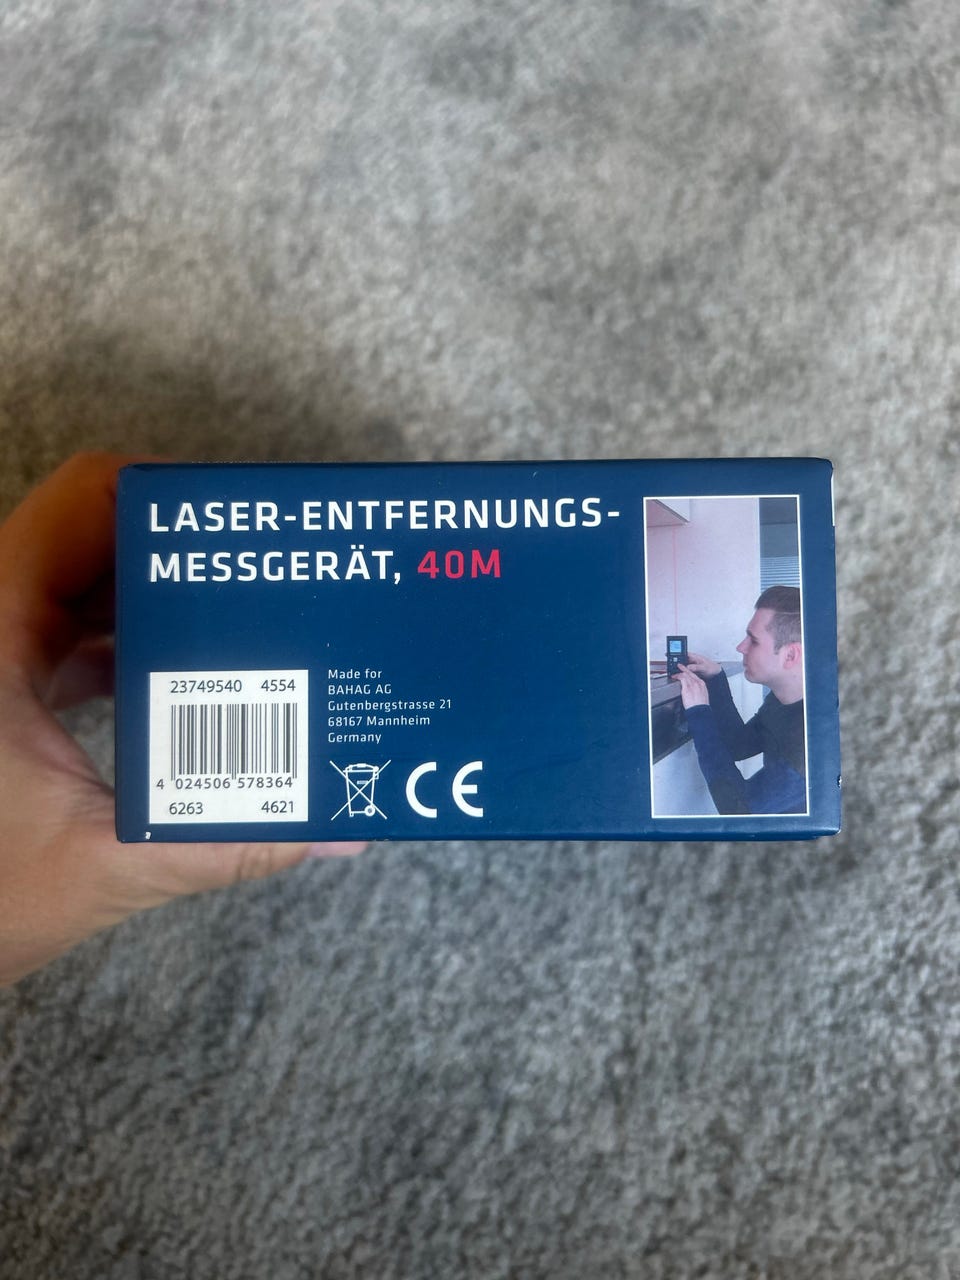 LASER-ENTFERNUNGS-
MESSGERÄT, 40M
23749540 4554
4 024506 578364
6263 4621
Made for
BAHAG AG
Gutenbergstrasse 21
68167 Mannheim
Germany
CE